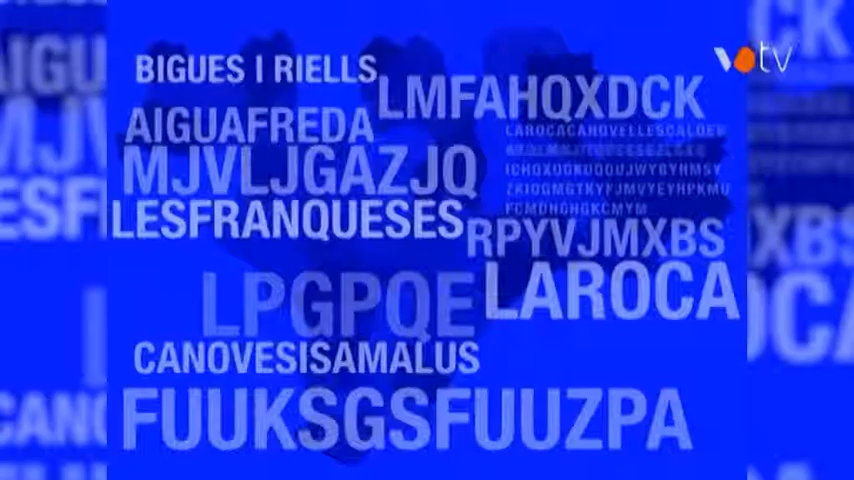 votv
BIGUES I RIELLS
LMFAHQXDCK
AIGUAFREDA
MJVLJGAZJQ
LESFRANQUESES
RPYVJMXBS
LPGPQE
LAROCA
CANOVESISAMALUS
FUUKSGSFUUZPA